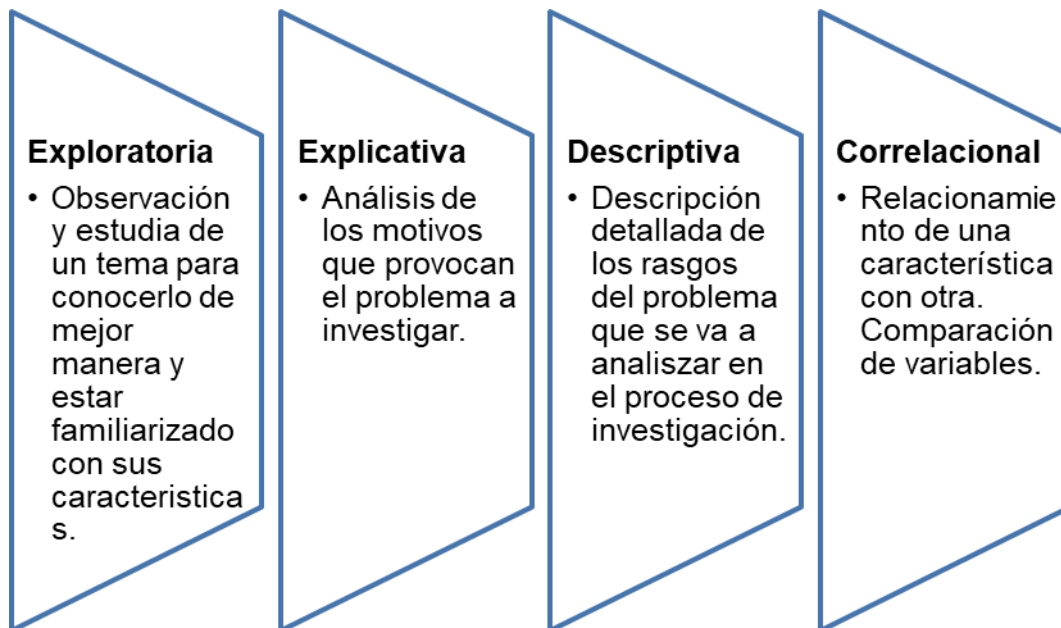 Exploratoria
• Observación
y estudia de
un tema para
conocerlo de
mejor
manera y
estar
familiarizado
con sus
caracteristica
s.
Explicativa
• Análisis de
los motivos
que provocan
el problema a
investigar.
Descriptiva
• Descripción
detallada de
los rasgos
del problema
que se va a
analiszar en
el proceso de
investigación.
Correlacional
• Relacionamie
nto de una
característica
con otra.
Comparación
de variables.